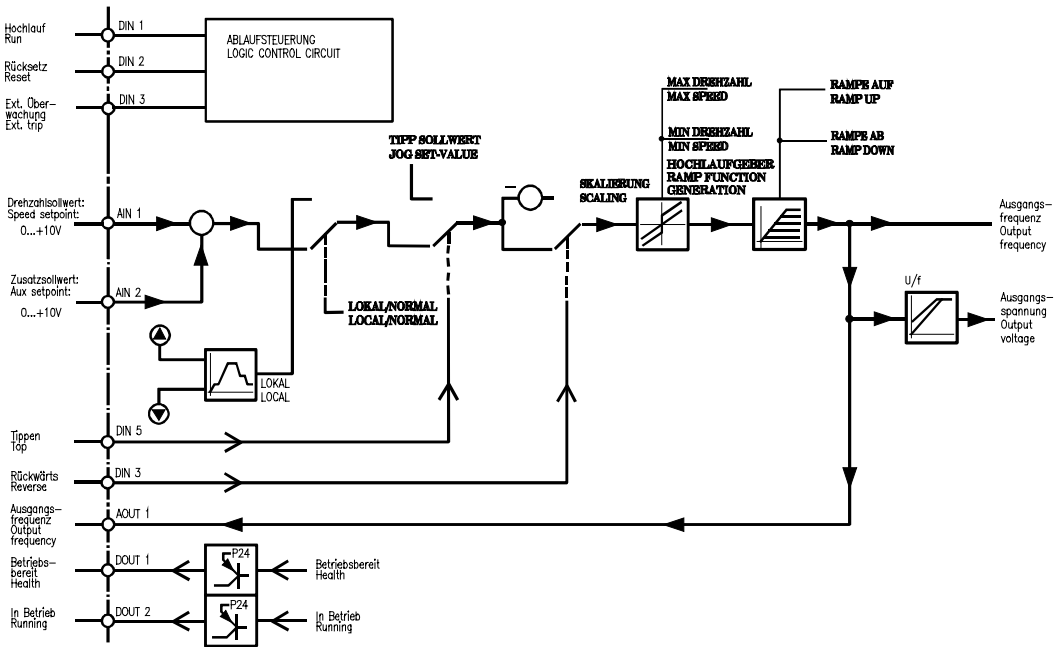 Hochlauf
Run
DIN 1
Rücksetz
Reset
DIN 2
Ext. Über-
wachung
Ext. trip
DIN 3
ABLAUFSTEUERUNG
LOGIC CONTROL CIRCUIT
TIPP SOLLWERT
JOG SET-VALUE
MAX DREHZAHL
MAX SPEED
MIN DREHZAHL
MIN SPEED
HOCHLAUFGEBER
RAMP FUNCTION
GENERATION
SKALIERUNG
SCALING
RAMPE AUF
RAMP UP
RAMPE AB
RAMP DOWN
Drehzahlsollwert:
Speed setpoint:
0...+10V
AIN 1
Zusatzsollwert:
Aux setpoint:
0...+10V
AIN 2
LOKAL/NORMAL
LOCAL/NORMAL
LOKAL
LOCAL
Ausgangs-
frequenz
Output
frequency
U/f
Ausgangs-
spannung
Output
voltage
Tippen
Top
DIN 5
Rückwärts
Reverse
DIN 3
Ausgangs-
frequenz
Output
frequency
AOUT 1
Betriebs-
bereit
Health
DOUT 1
P24
Betriebsbereit
Health
In Betrieb
Running
DOUT 2
P24
In Betrieb
Running